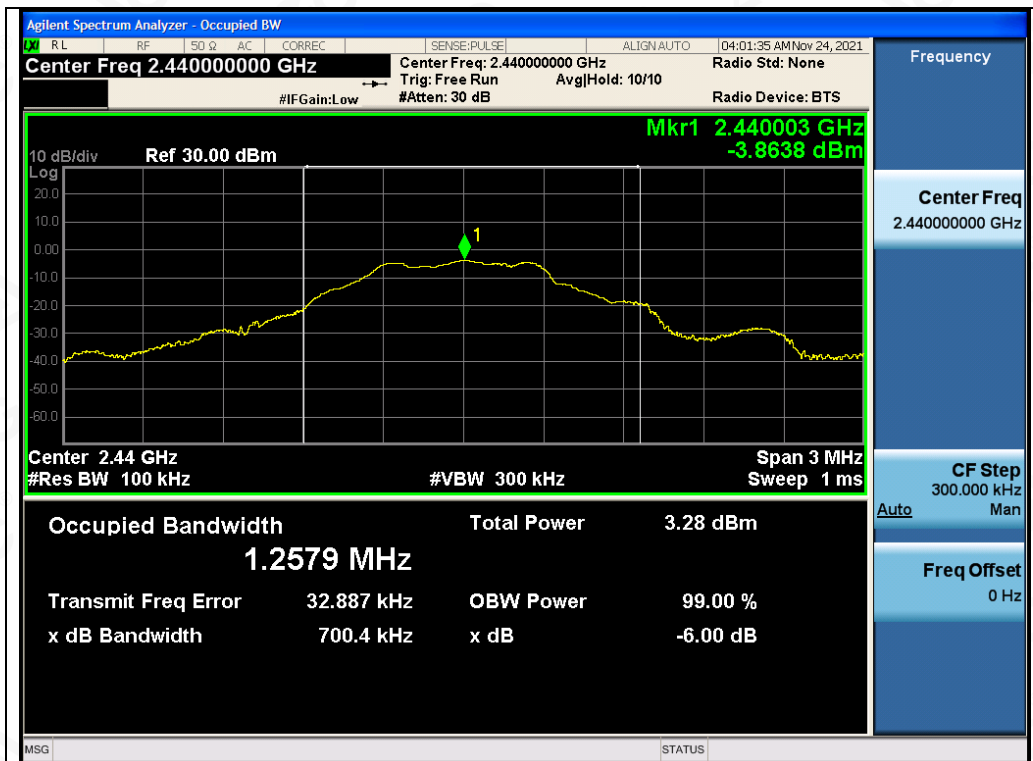 Agilent Spectrum Analyzer - Occupied BW
LXI RL RF 50 Ω AC CORREC SENSE:PULSE ALIGN AUTO 04:01:35 AM Nov 24, 2021
Center Freq 2.440000000 GHz
Center Freq: 2.440000000 GHz
Radio Std: None
Trig: Free Run Avg|Hold: 10/10
#IFGain:Low
#Atten: 30 dB
Radio Device: BTS
Mkr1 2.440003 GHz
-3.8638 dBm
10 dB/div Ref 30.00 dBm
Log
20.0
10.0
0.00
-10.0
-20.0
-30.0
-40.0
-50.0
-60.0
1
Center 2.44 GHz
Span 3 MHz
#Res BW 100 kHz
#VBW 300 kHz
Sweep 1 ms
Occupied Bandwidth
1.2579 MHz
Total Power 3.28 dBm
Transmit Freq Error 32.887 kHz
OBW Power 99.00 %
x dB Bandwidth 700.4 kHz
x dB -6.00 dB
Frequency
Center Freq
2.440000000 GHz
CF Step
300.000 kHz
Auto Man
Freq Offset
0 Hz
MSG
STATUS